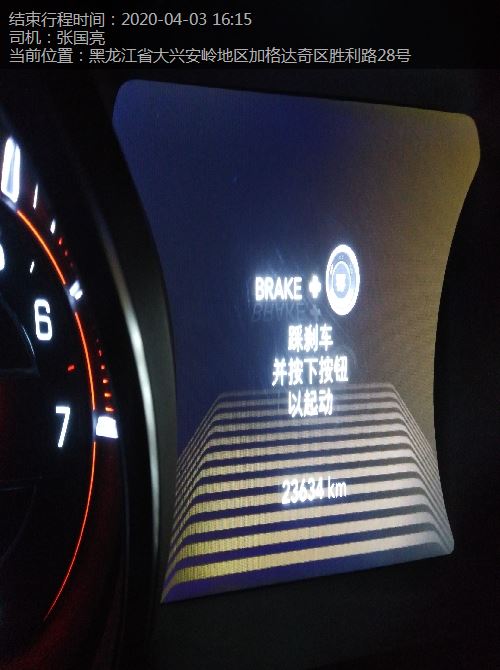 结束行程时间：2020-04-03 16:15
司机：张国亮
当前位置：黑龙江省大兴安岭地区加格达奇区胜利路28号
BRAKE +
踩刹车
并按下按钮
以起动
6
7
23634 km